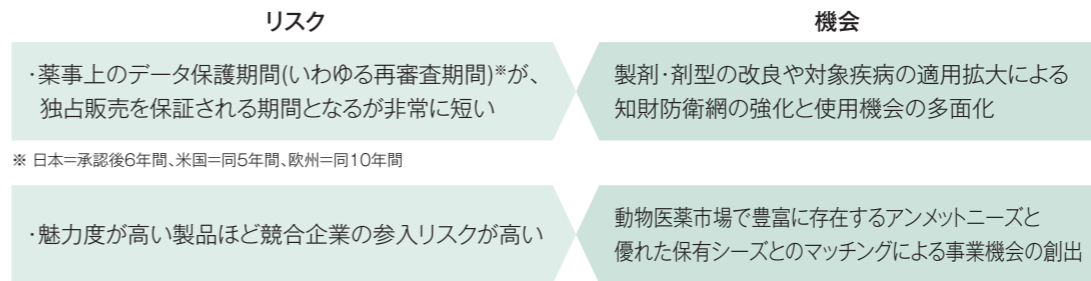 リスク
機会
・薬事上のデータ保護期間(いわゆる再審査期間)※が、
独占販売を保証される期間となるが非常に短い
製剤・剤型の改良や対象疾病の適用拡大による
知財防衛網の強化と使用機会の多面化
※ 日本=承認後6年間、米国=同5年間、欧州=同10年間
・魅力度が高い製品ほど競合企業の参入リスクが高い
動物医薬市場で豊富に存在するアンメットニーズと
優れた保有シーズとのマッチングによる事業機会の創出